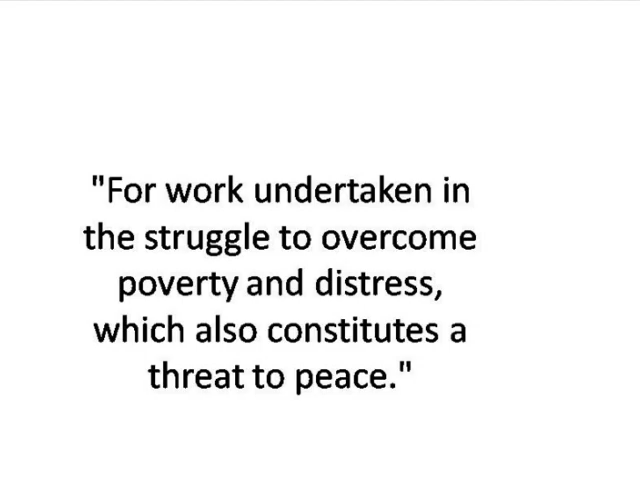 "For work undertaken in
the struggle to overcome
poverty and distress,
which also constitutes a
threat to peace."